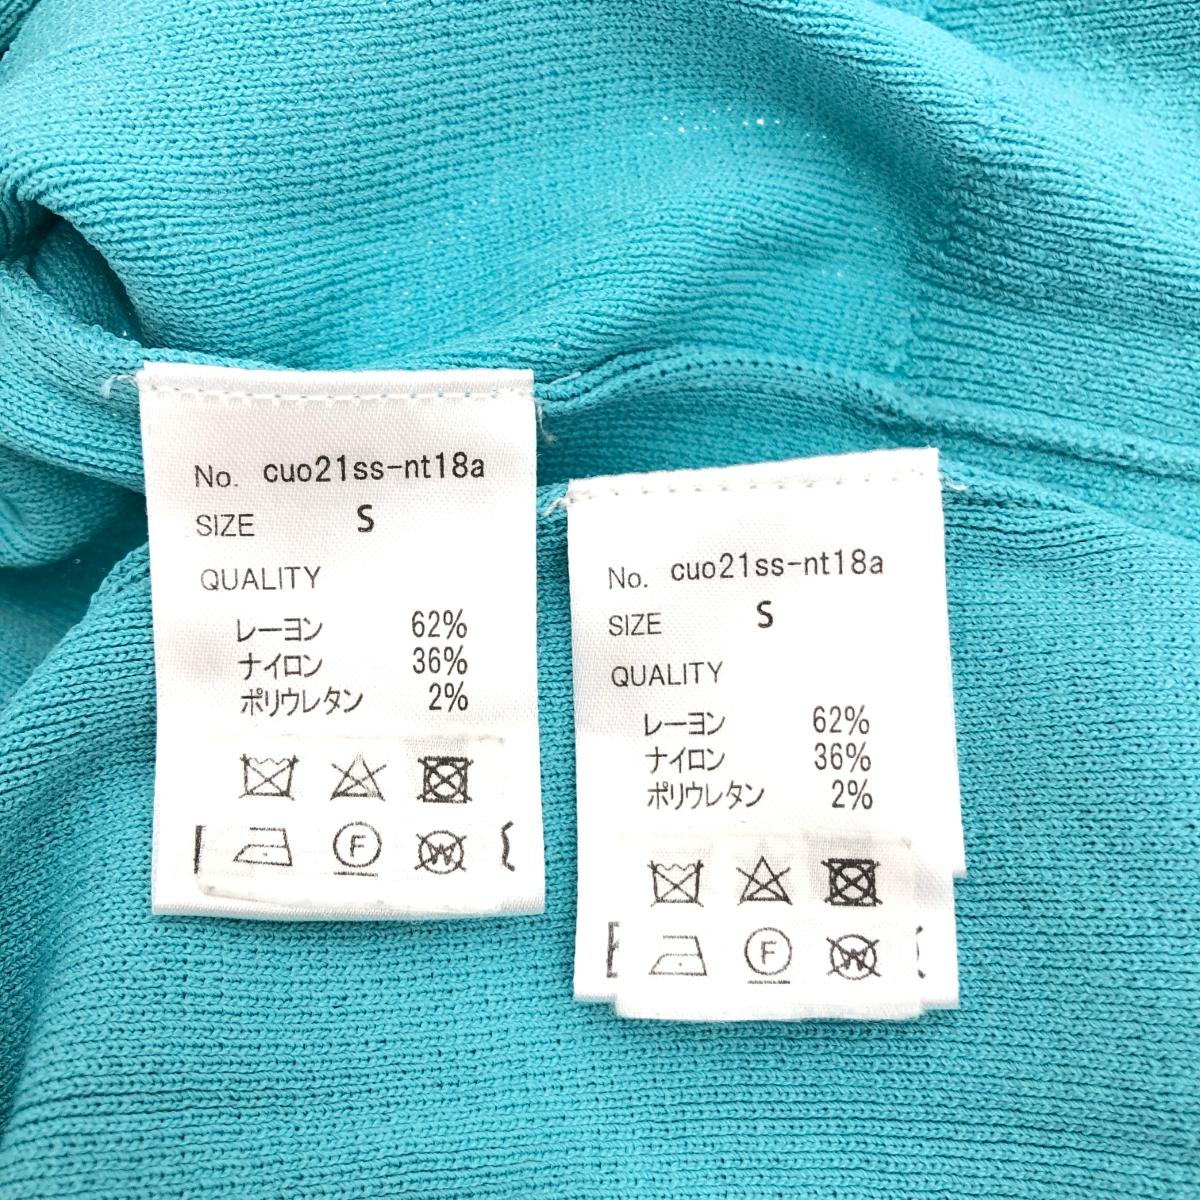 No. cuo21ss-nt18a
SIZE S
QUALITY
レーヨン 62%
ナイロン 36%
ポリウレタン 2%
F
W
No. cuo21ss-nt18a
SIZE S
QUALITY
レーヨン 62%
ナイロン 36%
ポリウレタン 2%
F
W